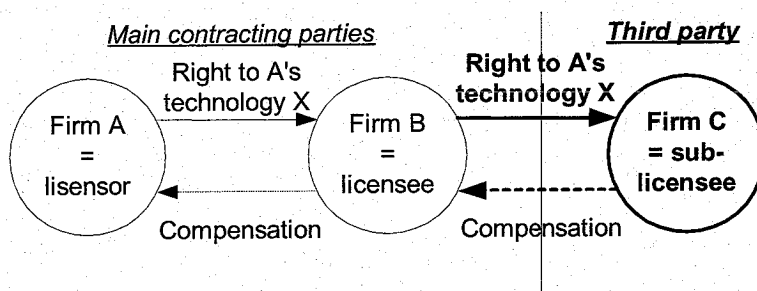 Main contracting parties
Third party
Right to A's
technology X
Right to A's
technology X
Firm A
=
lisensor
Firm B
=
licensee
Firm C
= sub-
licensee
Compensation
Compensation